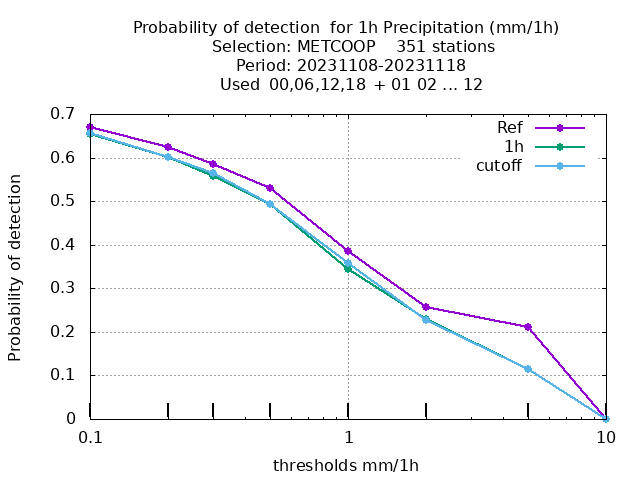 Probability of detection  for 1h Precipitation (mm/1h)
Selection: METCOOP    351 stations
Period: 20231108-20231118
Used  00,06,12,18  + 01 02 ... 12
Ref
1h
cutoff
0.7
0.6
0.5
0.4
0.3
0.2
0.1
0
Probability of detection
0.1
1
10
thresholds mm/1h